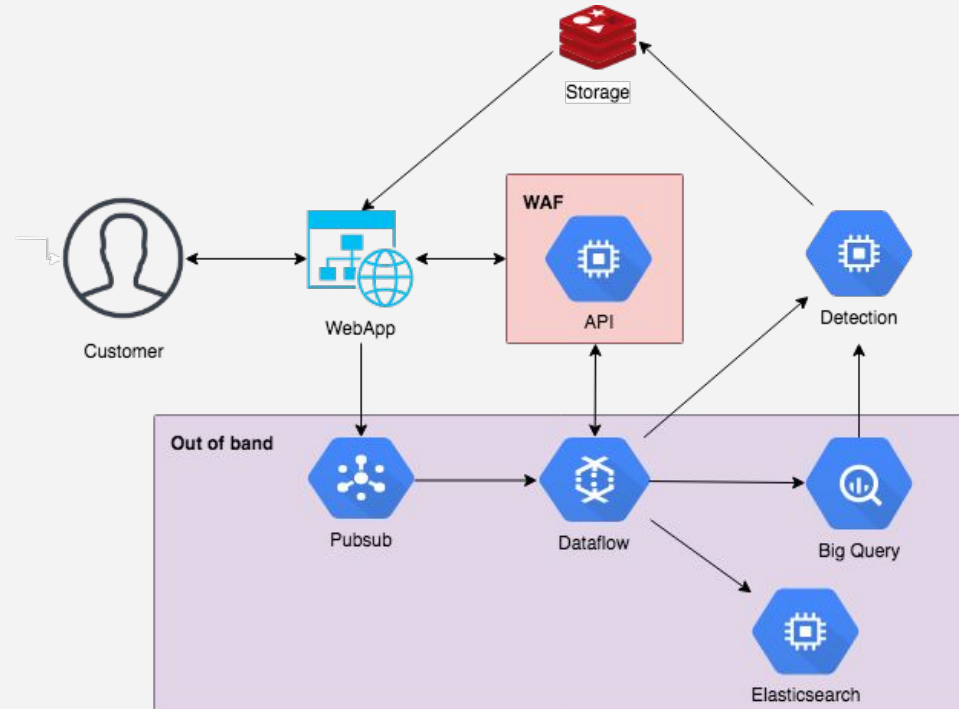 Storage
WAF
API
WebApp
Detection
Customer
Out of band
Pubsub
Dataflow
Big Query
Elasticsearch